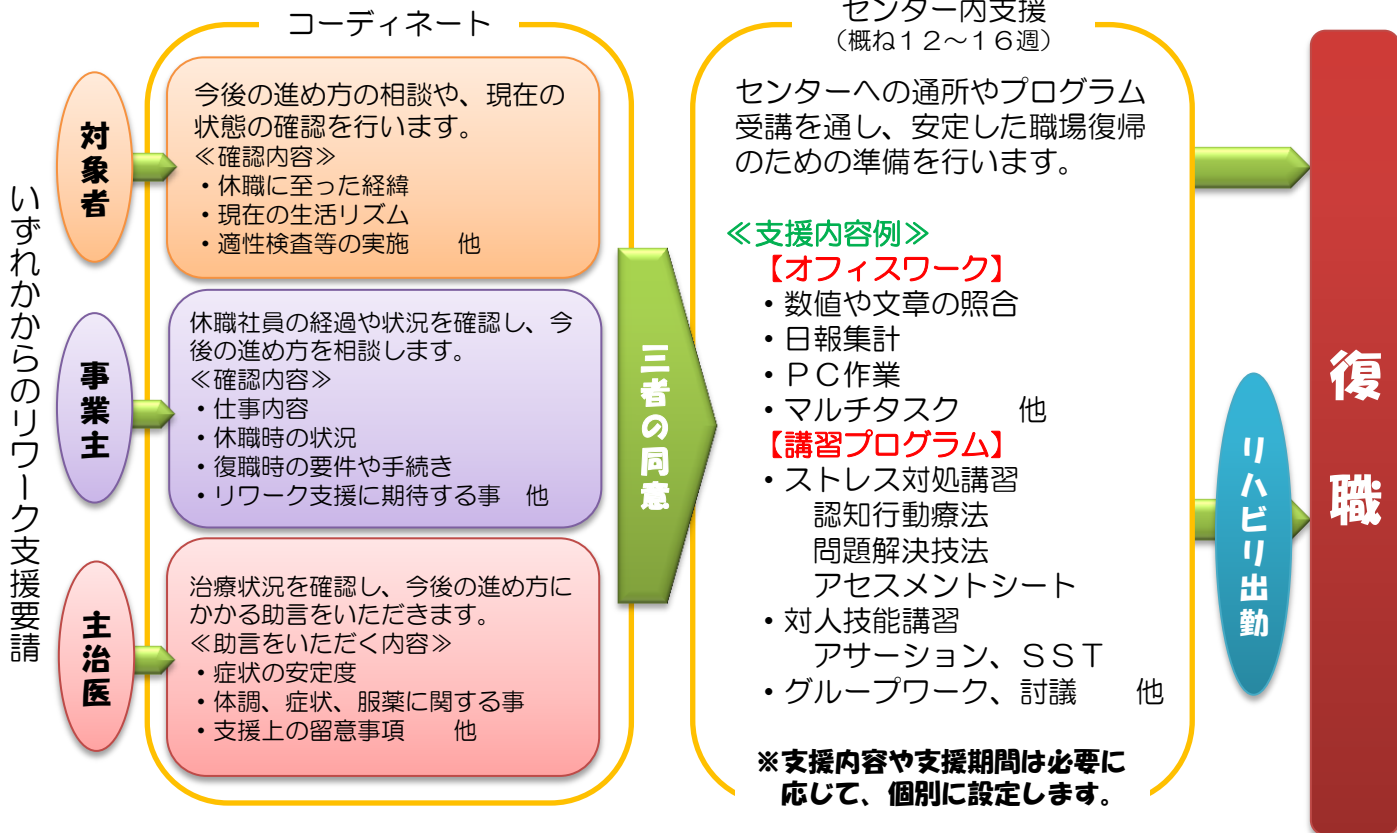 いずれかからのリワーク支援要請
コーディネート
対象者
今後の進め方の相談や、現在の
状態の確認を行います。
≪確認内容≫
・休職に至った経緯
・現在の生活リズム
・適性検査等の実施　　他
事業主
休職社員の経過や状況を確認し、今
後の進め方を相談します。
≪確認内容≫
・仕事内容
・休職時の状況
・復職時の要件や手続き
・リワーク支援に期待する事　他
主治医
治療状況を確認し、今後の進め方に
かかる助言をいただきます。
≪助言をいただく内容≫
・症状の安定度
・体調、症状、服薬に関する事
・支援上の留意事項　　他
三者の同意
センター内支援
（概ね１２～１６週）
センターへの通所やプログラム
受講を通し、安定した職場復帰
のための準備を行います。
≪支援内容例≫
【オフィスワーク】
・数値や文章の照合
・日報集計
・ＰＣ作業
・マルチタスク　　他
【講習プログラム】
・ストレス対処講習
認知行動療法
問題解決技法
アセスメントシート
・対人技能講習
アサーション、ＳＳＴ
・グループワーク、討議　　他
※支援内容や支援期間は必要に
応じて、個別に設定します。
リハビリ出勤
復職